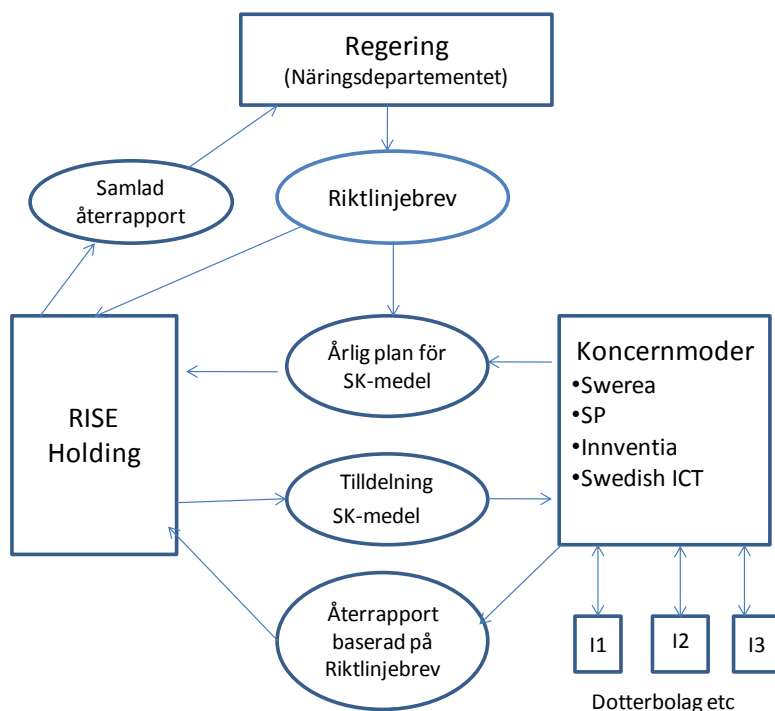 Regering
(Näringsdepartementet)
Samlad
återrapport
Riktlinjebrev
RISE
Holding
Årlig plan för
SK-medel
Koncernmoder
•Swerea
•SP
•Innventia
•Swedish ICT
Tilldelning
SK-medel
Återrapport
baserad på
Riktlinjebrev
I1
I2
I3
Dotterbolag etc